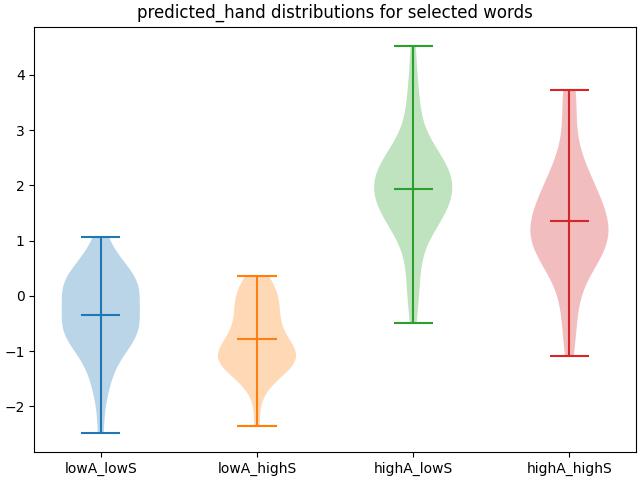 predicted_hand distributions for selected words
4
3
2
1
0
−1
−2
lowA_lowS
lowA_highS
highA_lowS
highA_highS